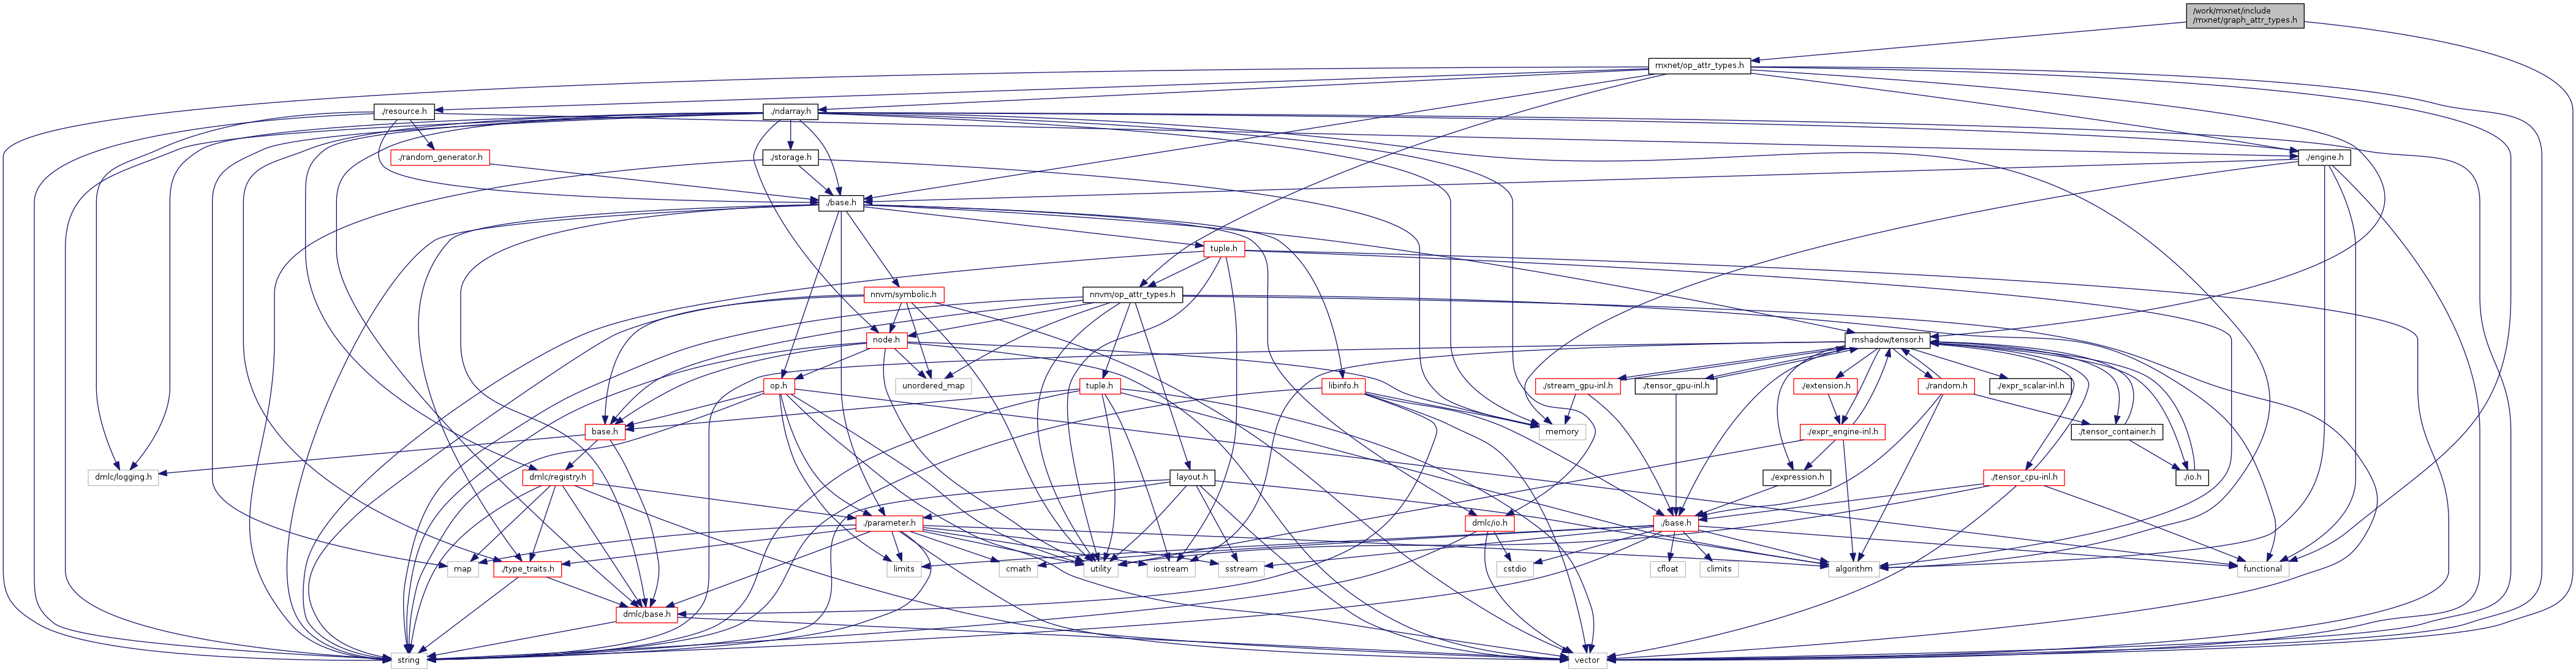 /work/mxnet/include
/mxnet/graph_attr_types.h
mxnet/op_attr_types.h
./resource.h
./ndarray.h
./random_generator.h
./storage.h
./engine.h
./base.h
tuple.h
nnvm/symbolic.h
nnvm/op_attr_types.h
node.h
mshadow/tensor.h
op.h
unordered_map
tuple.h
libinfo.h
./stream_gpu-inl.h
./tensor_gpu-inl.h
./extension.h
./random.h
./expr_scalar-inl.h
base.h
memory
./expr_engine-inl.h
./tensor_container.h
dmlc/logging.h
dmlc/registry.h
layout.h
./expression.h
./tensor_cpu-inl.h
./io.h
./parameter.h
dmlc/io.h
./base.h
map
./type_traits.h
limits
cmath
utility
iostream
sstream
cstdio
cfloat
climits
algorithm
functional
dmlc/base.h
string
vector